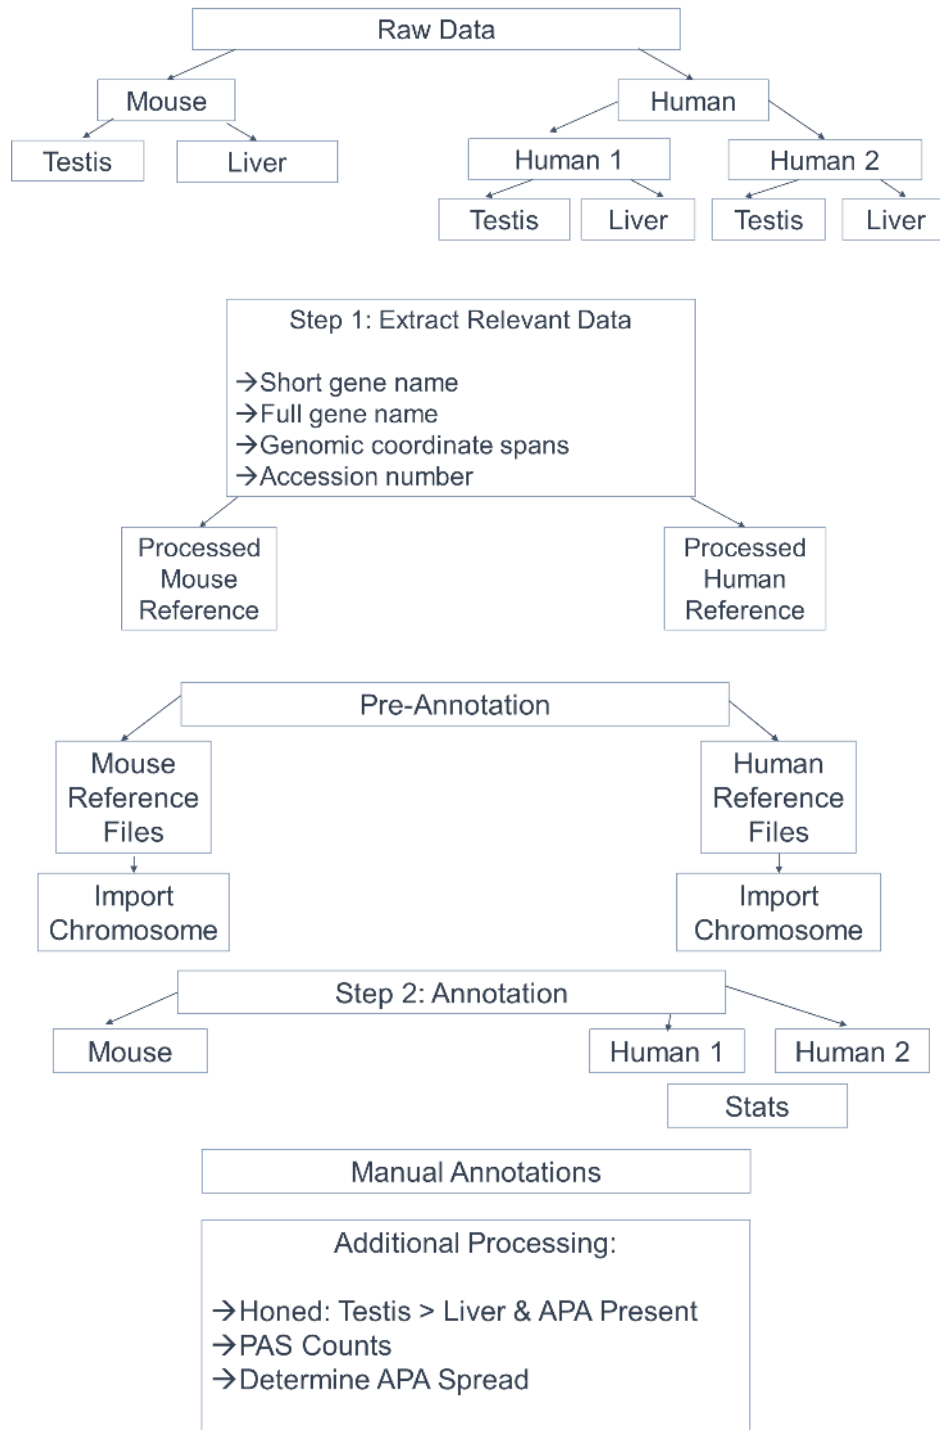 Raw Data
Mouse
Human
Testis
Liver
Human 1
Human 2
Testis
Liver
Testis
Liver
Step 1: Extract Relevant Data
→Short gene name
→Full gene name
→Genomic coordinate spans
→Accession number
Processed
Mouse
Reference
Processed
Human
Reference
Pre-Annotation
Mouse
Reference
Files
Human
Reference
Files
Import
Chromosome
Import
Chromosome
Step 2: Annotation
Mouse
Human 1
Human 2
Stats
Manual Annotations
Additional Processing:
→Honed: Testis > Liver & APA Present
→PAS Counts
→Determine APA Spread